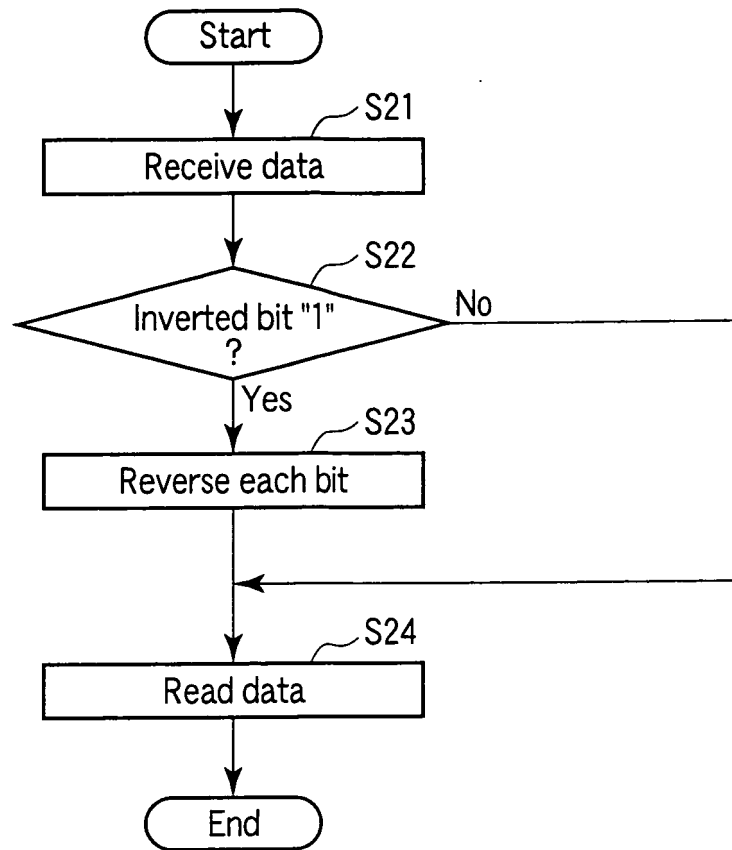 Start
S21
Receive data
S22
Inverted bit "1"
?
No
Yes
S23
Reverse each bit
S24
Read data
End